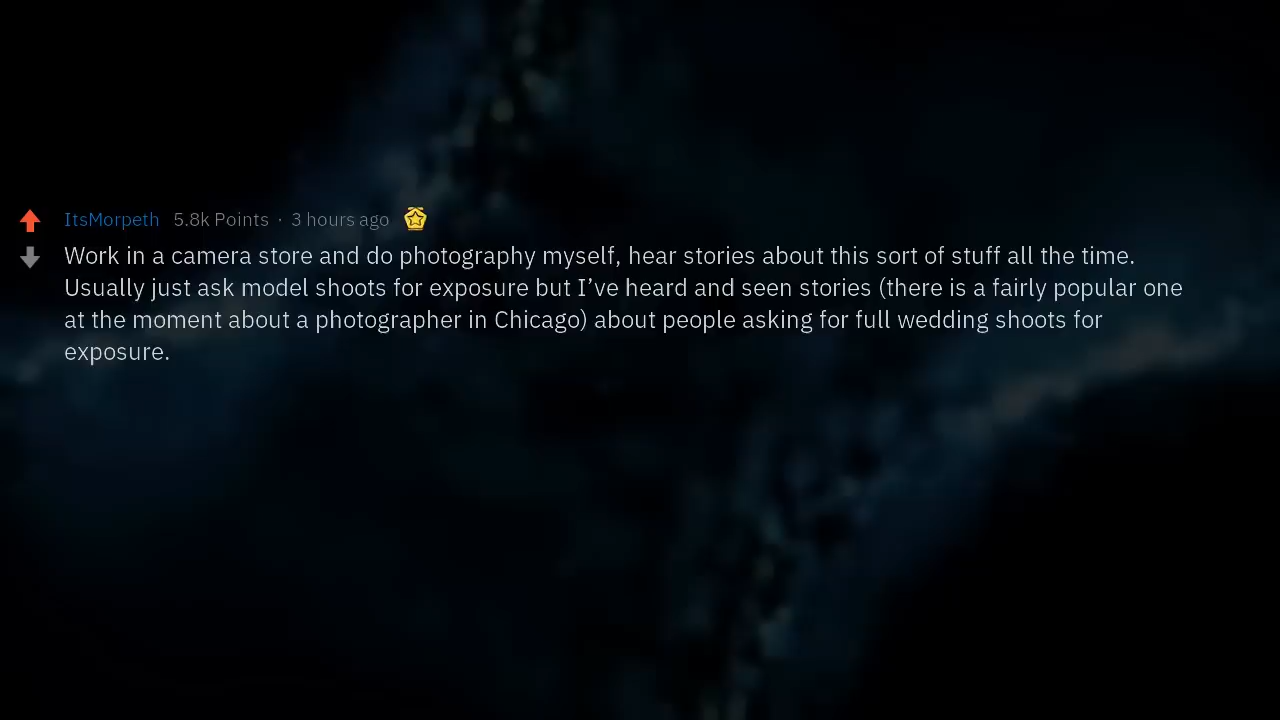 ItsMorpeth 5.8k Points · 3 hours ago
Work in a camera store and do photography myself, hear stories about this sort of stuff all the time.
Usually just ask model shoots for exposure but I’ve heard and seen stories (there is a fairly popular one
at the moment about a photographer in Chicago) about people asking for full wedding shoots for
exposure.